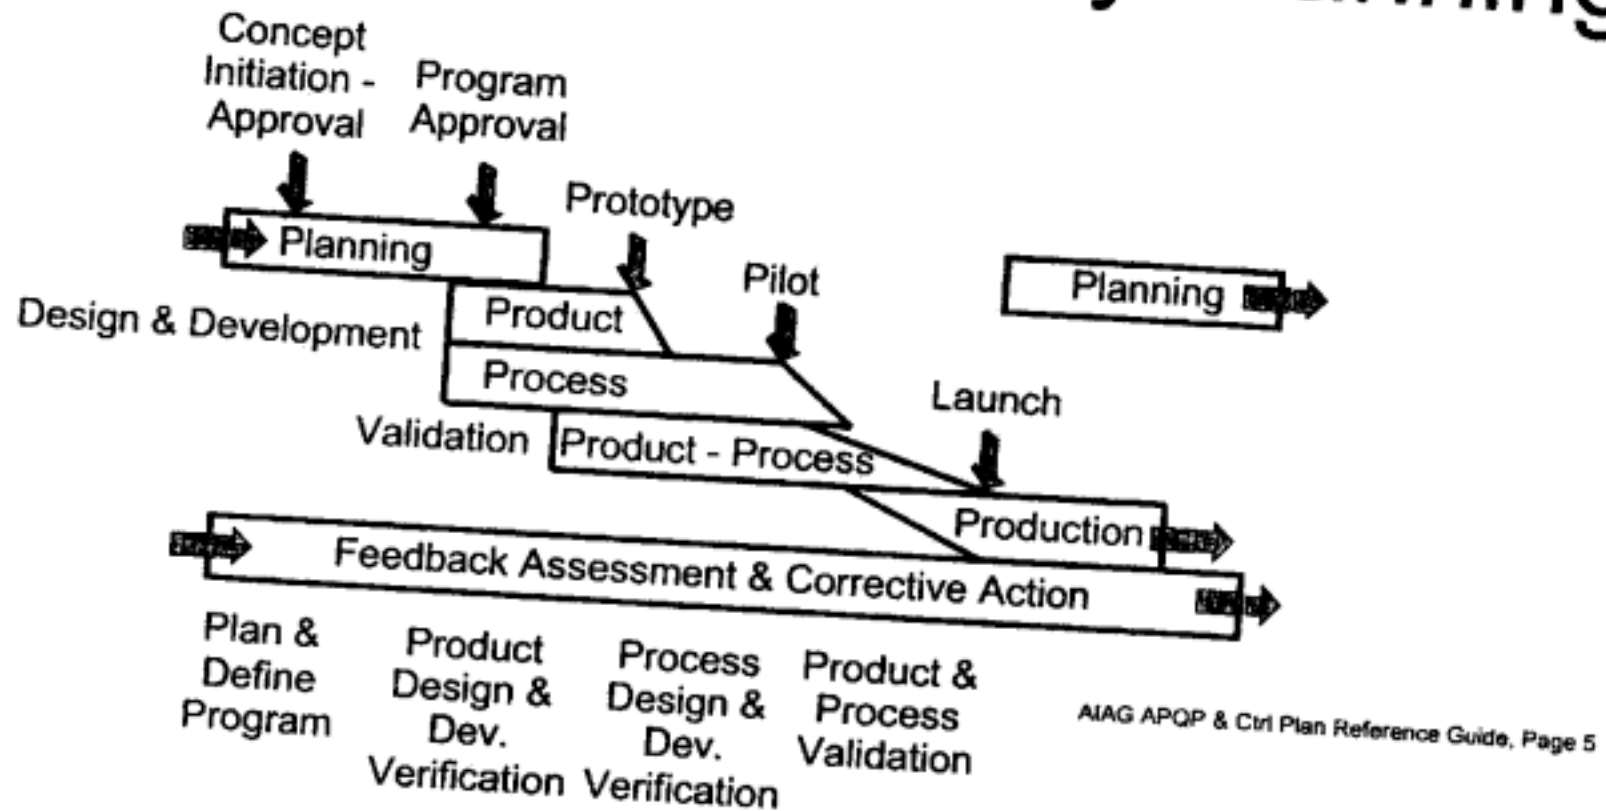 Concept
Initiation -
Approval
Program
Approval
Prototype
Pilot
Launch
Planning
Planning
Design & Development
Product
Process
Validation
Product - Process
Production
Feedback Assessment & Corrective Action
Plan &
Define
Program
Product
Design &
Dev.
Verification
Process
Design &
Dev.
Verification
Product &
Process
Validation
AIAG APQP & Ctrl Plan Reference Guide, Page 5